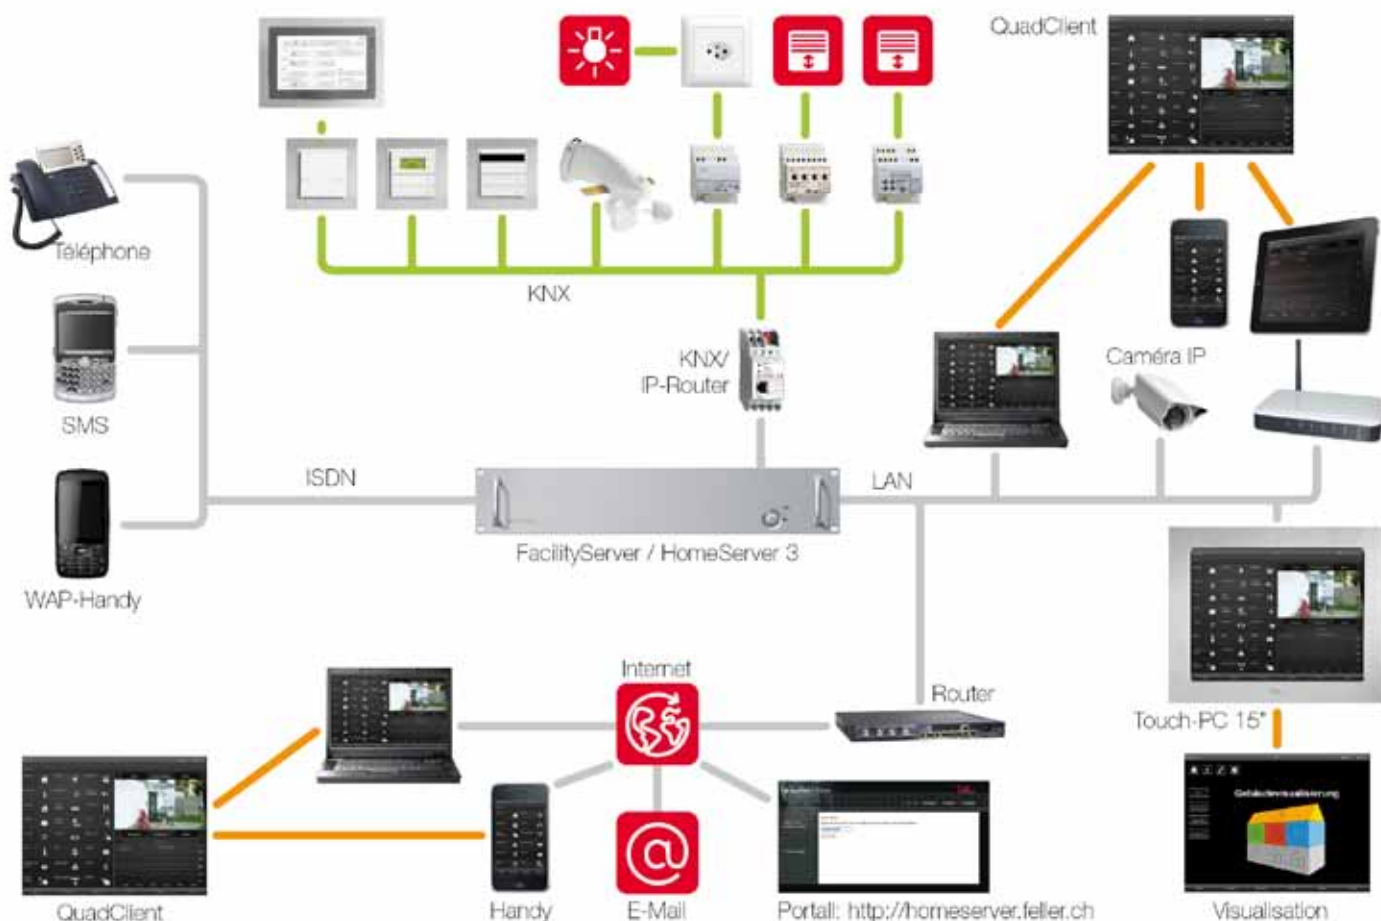 QuadClient
Téléphone
KNX
KNX/
IP-Router
Caméra IP
SMS
ISDN
LAN
FacilityServer / HomeServer 3
WAP-Handy
Internet
Router
Touch-PC 15"
Gebäudevisualisierung
QuadClient
Handy
E-Mail
Portail: http://homeserver.feller.ch
Visualisation